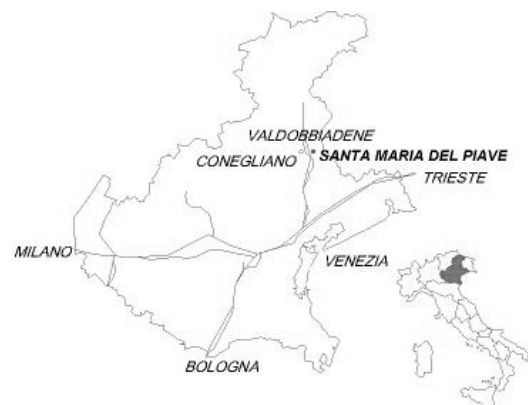 VALDOBBIADENE
CONEGLIANO
SANTA MARIA DEL PIAVE
TRIESTE
MILANO
VENEZIA
BOLOGNA